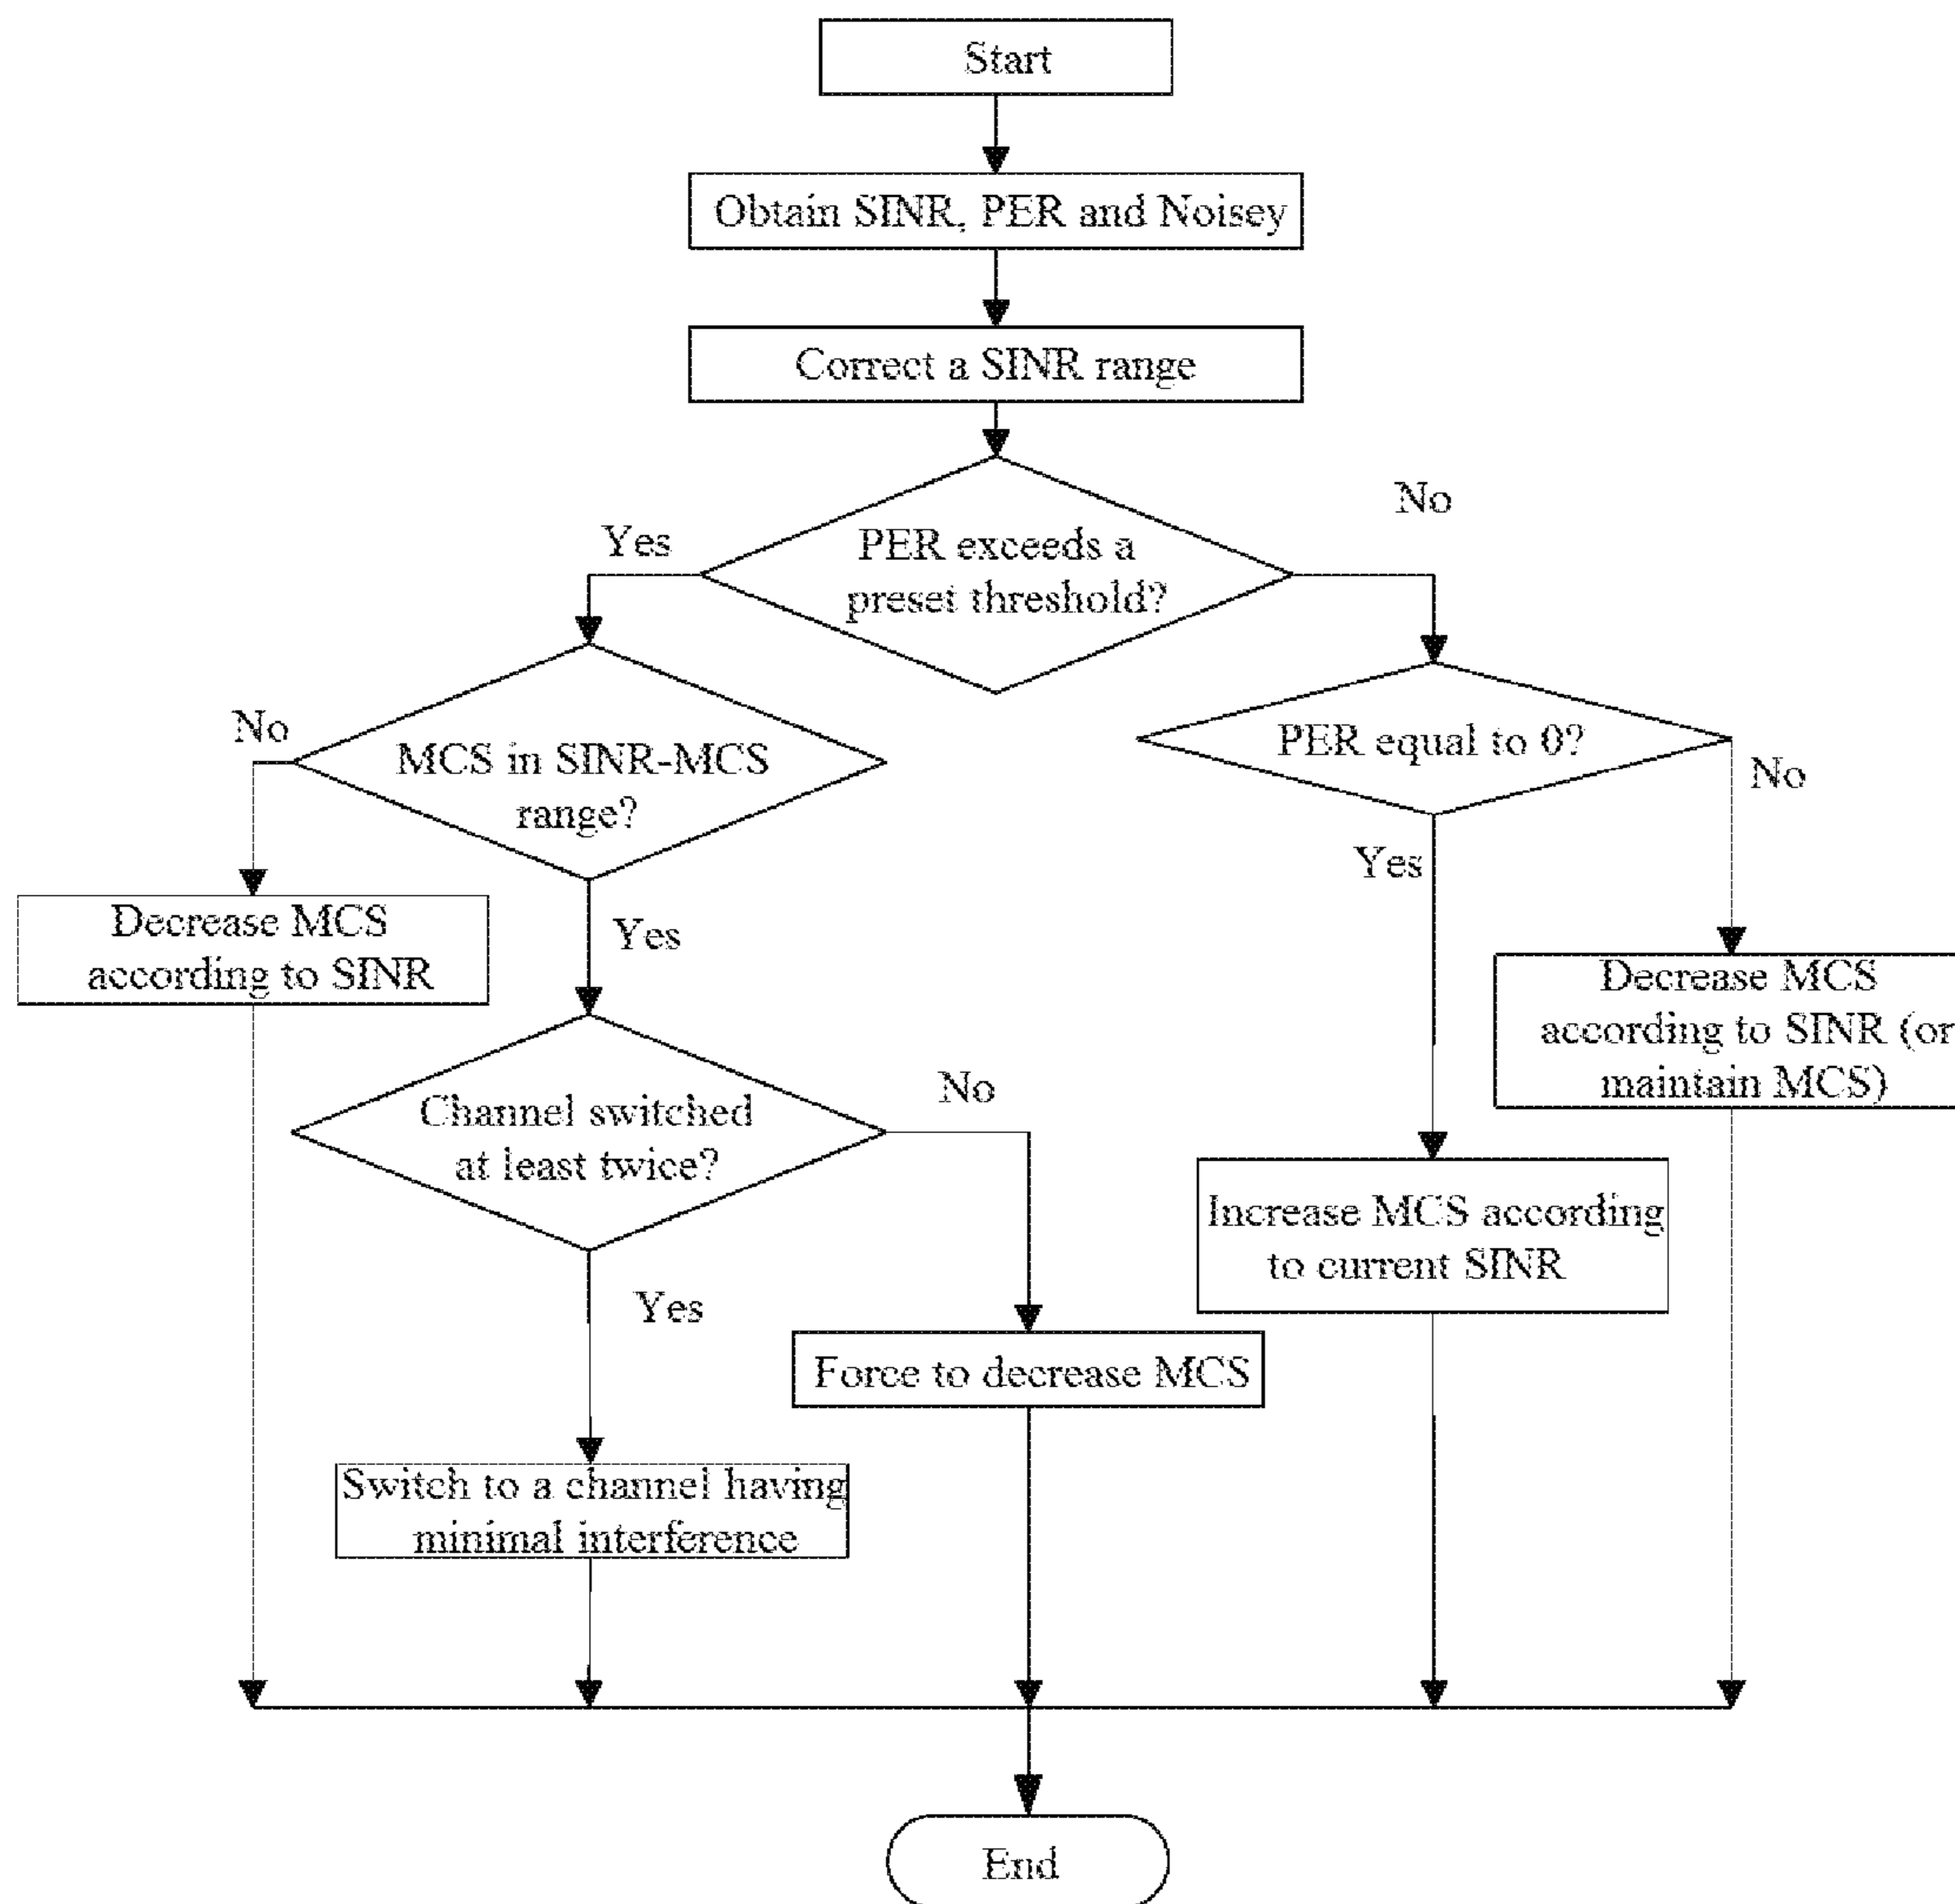 Start
Obtain SINR, PER and Noisey
Correct a SINR range
No
Yes
PER exceeds a
preset threshold?
No
MCS in SINR-MCS
range?
PER equal to 0?
No
Yes
Decrease MCS
according to SINR
Yes
Decrease MCS
according to SINR (or
maintain MCS)
Channel switched
at least twice?
No
Increase MCS according
to current SINR
Yes
Force to decrease MCS
Switch to a channel having
minimal interference
End